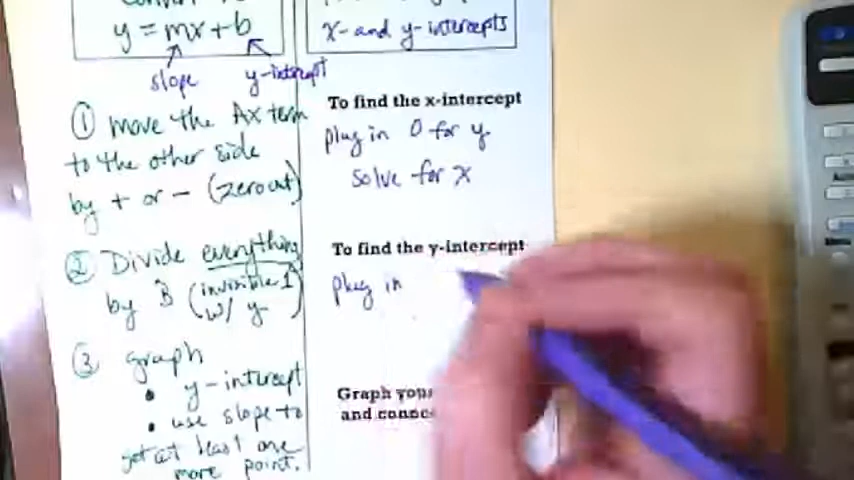 y = mx + b
slope
y-intercept
① move the Ax term
to the other side
by + or - (zero out)
② Divide everything
by B (invisible 1
w/ y)
③ graph
• y-intercept
• use slope to
get at least one
more point.
x- and y-intercepts
To find the x-intercept
plug in 0 for y
solve for x
To find the y-intercept
plug in
Graph your
and connec